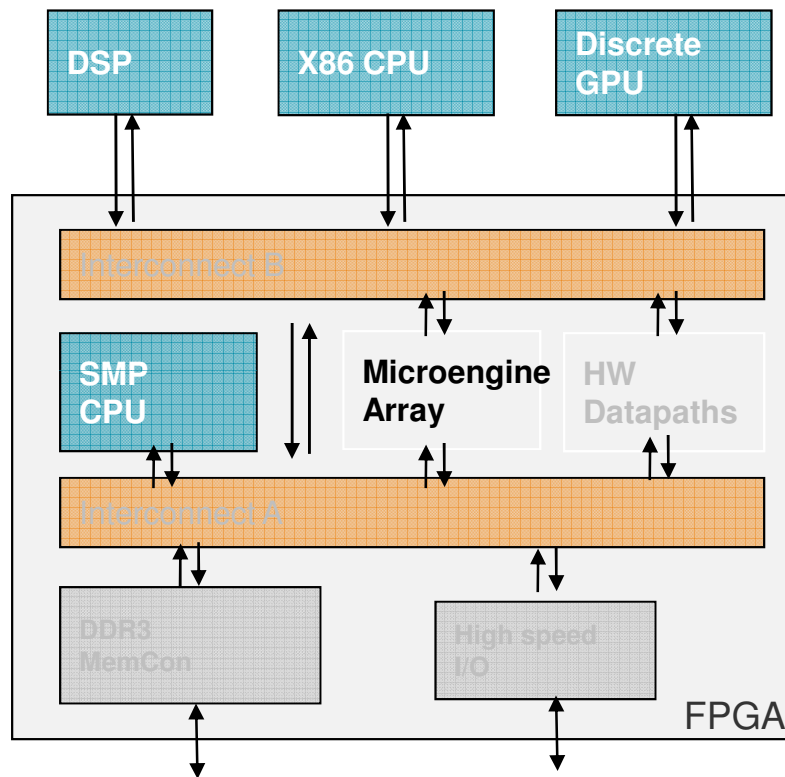 DSP
X86 CPU
Discrete
GPU
Interconnect B
SMP
CPU
Microengine
Array
HW
Datapaths
Interconnect A
DDR3
MemCon
High speed
I/O
FPGA